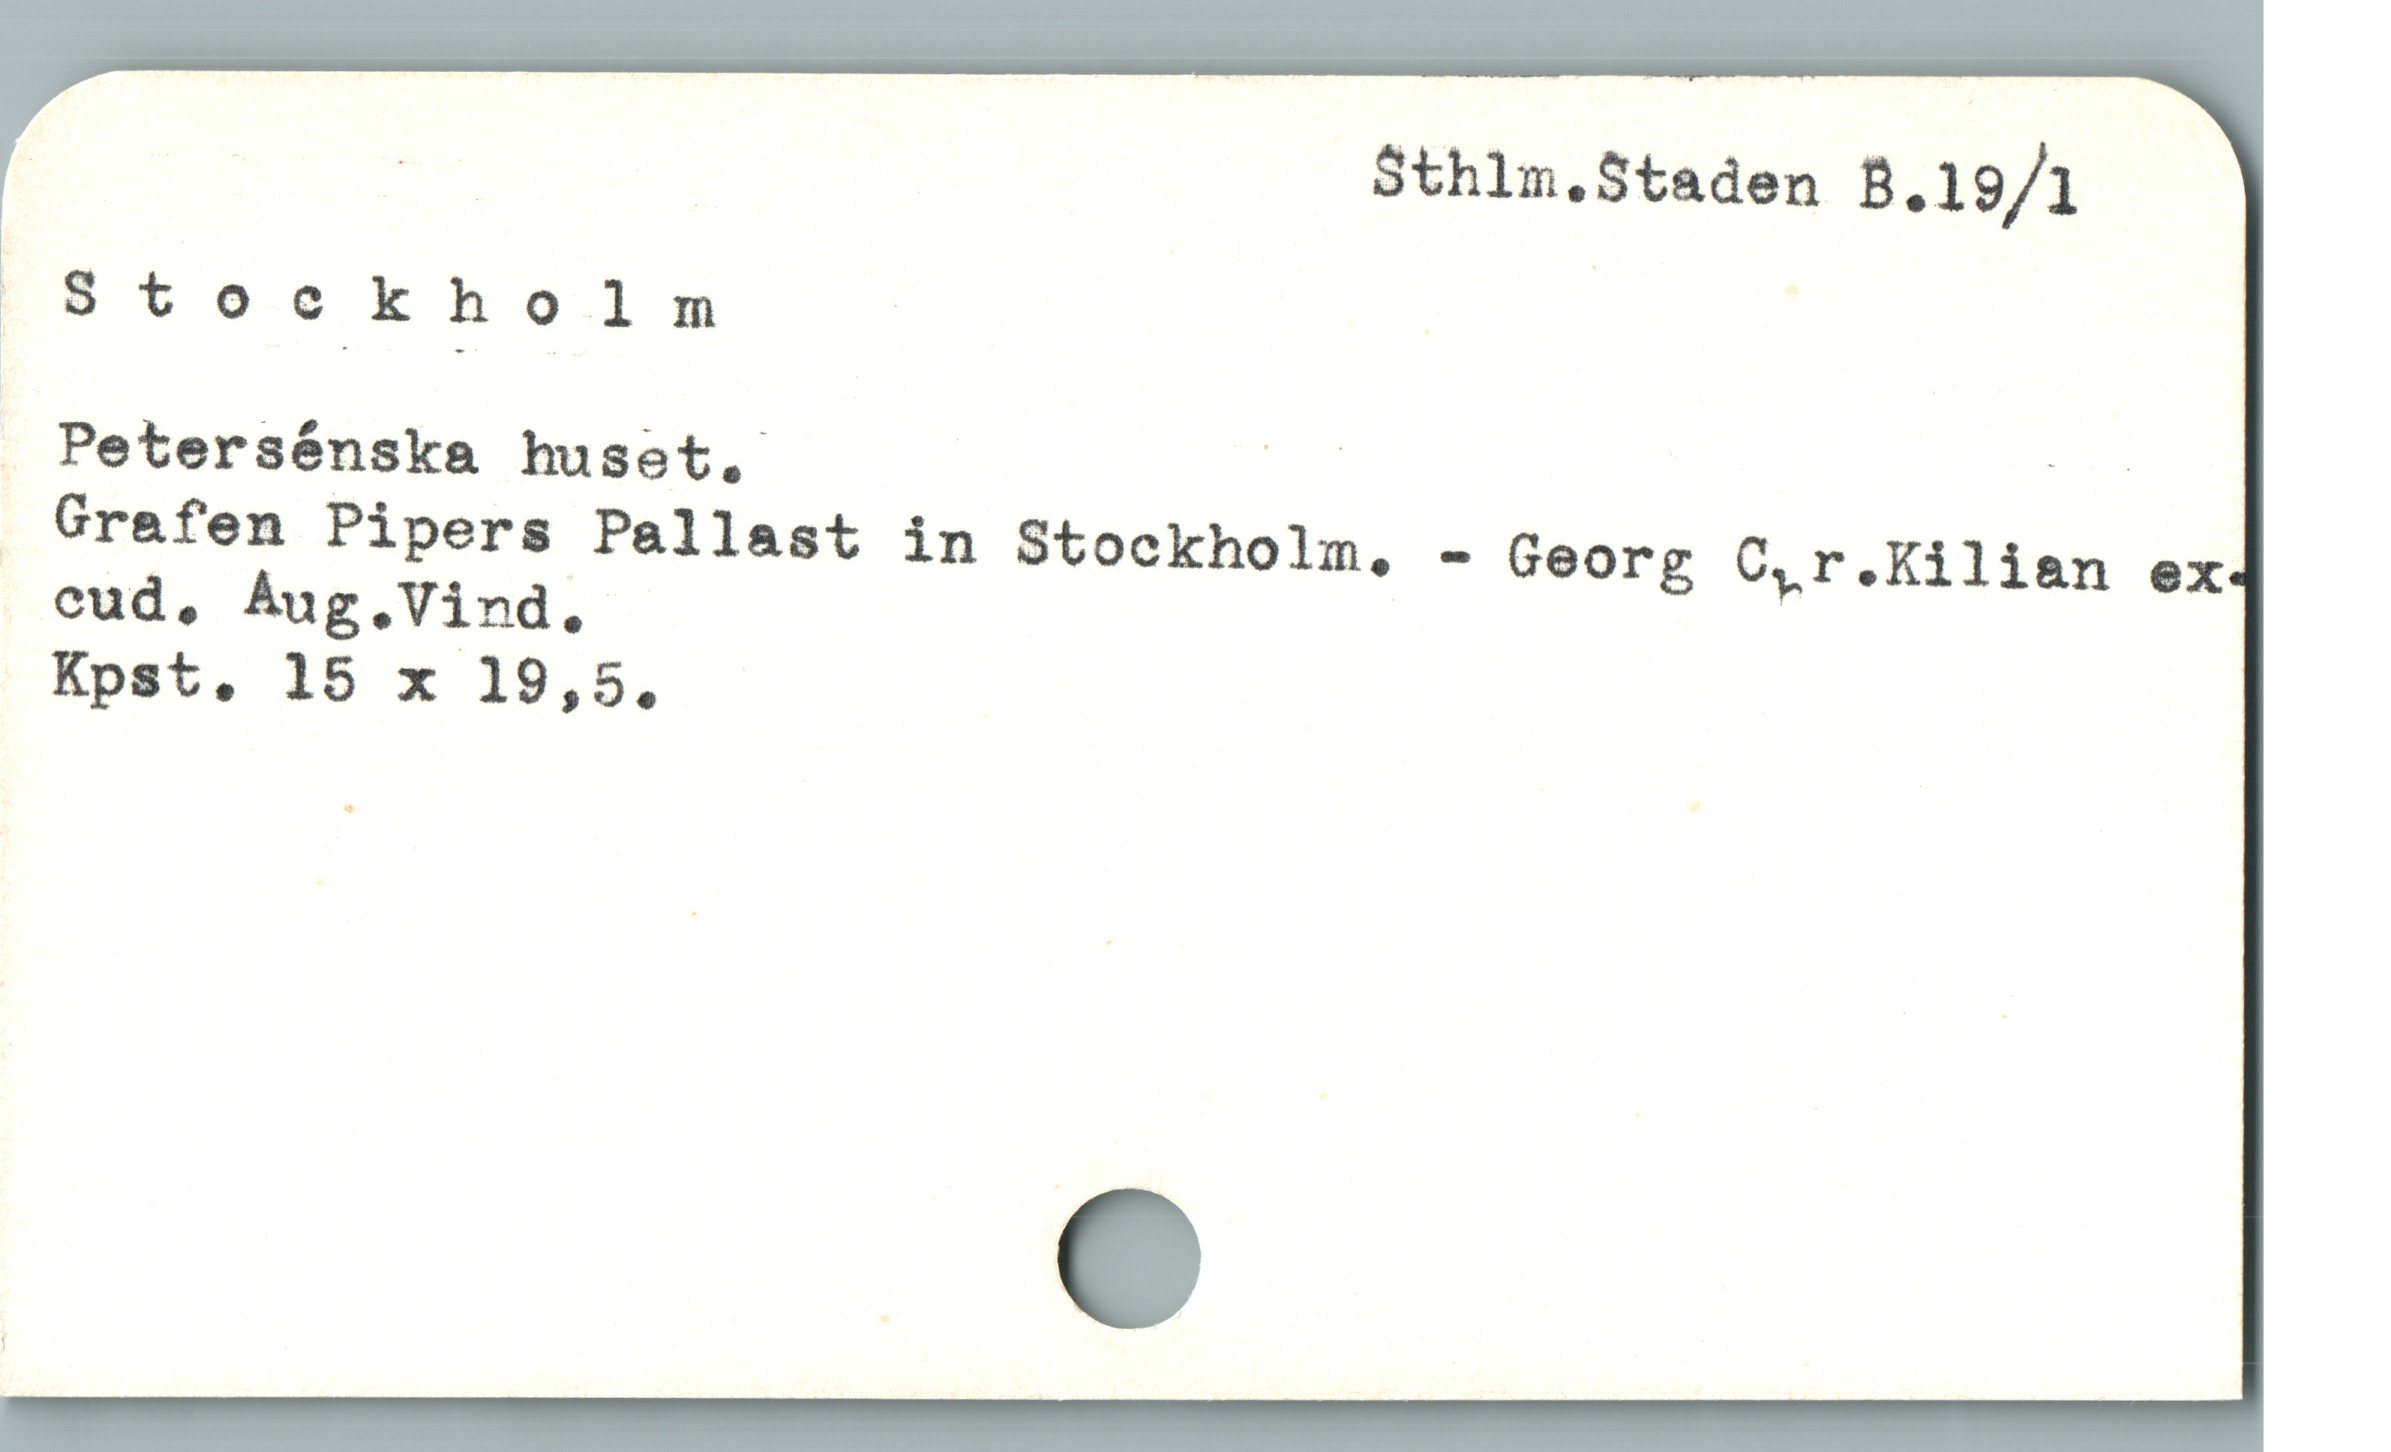 Sthlm.Staden B.19/1
S t o c k h o l m
Petersénska huset.
Grafen Pipers Pallast in Stockholm. - Georg Chr.Kilian ex-
cud. Aug.Vind.
Kpst. 15 x 19,5.